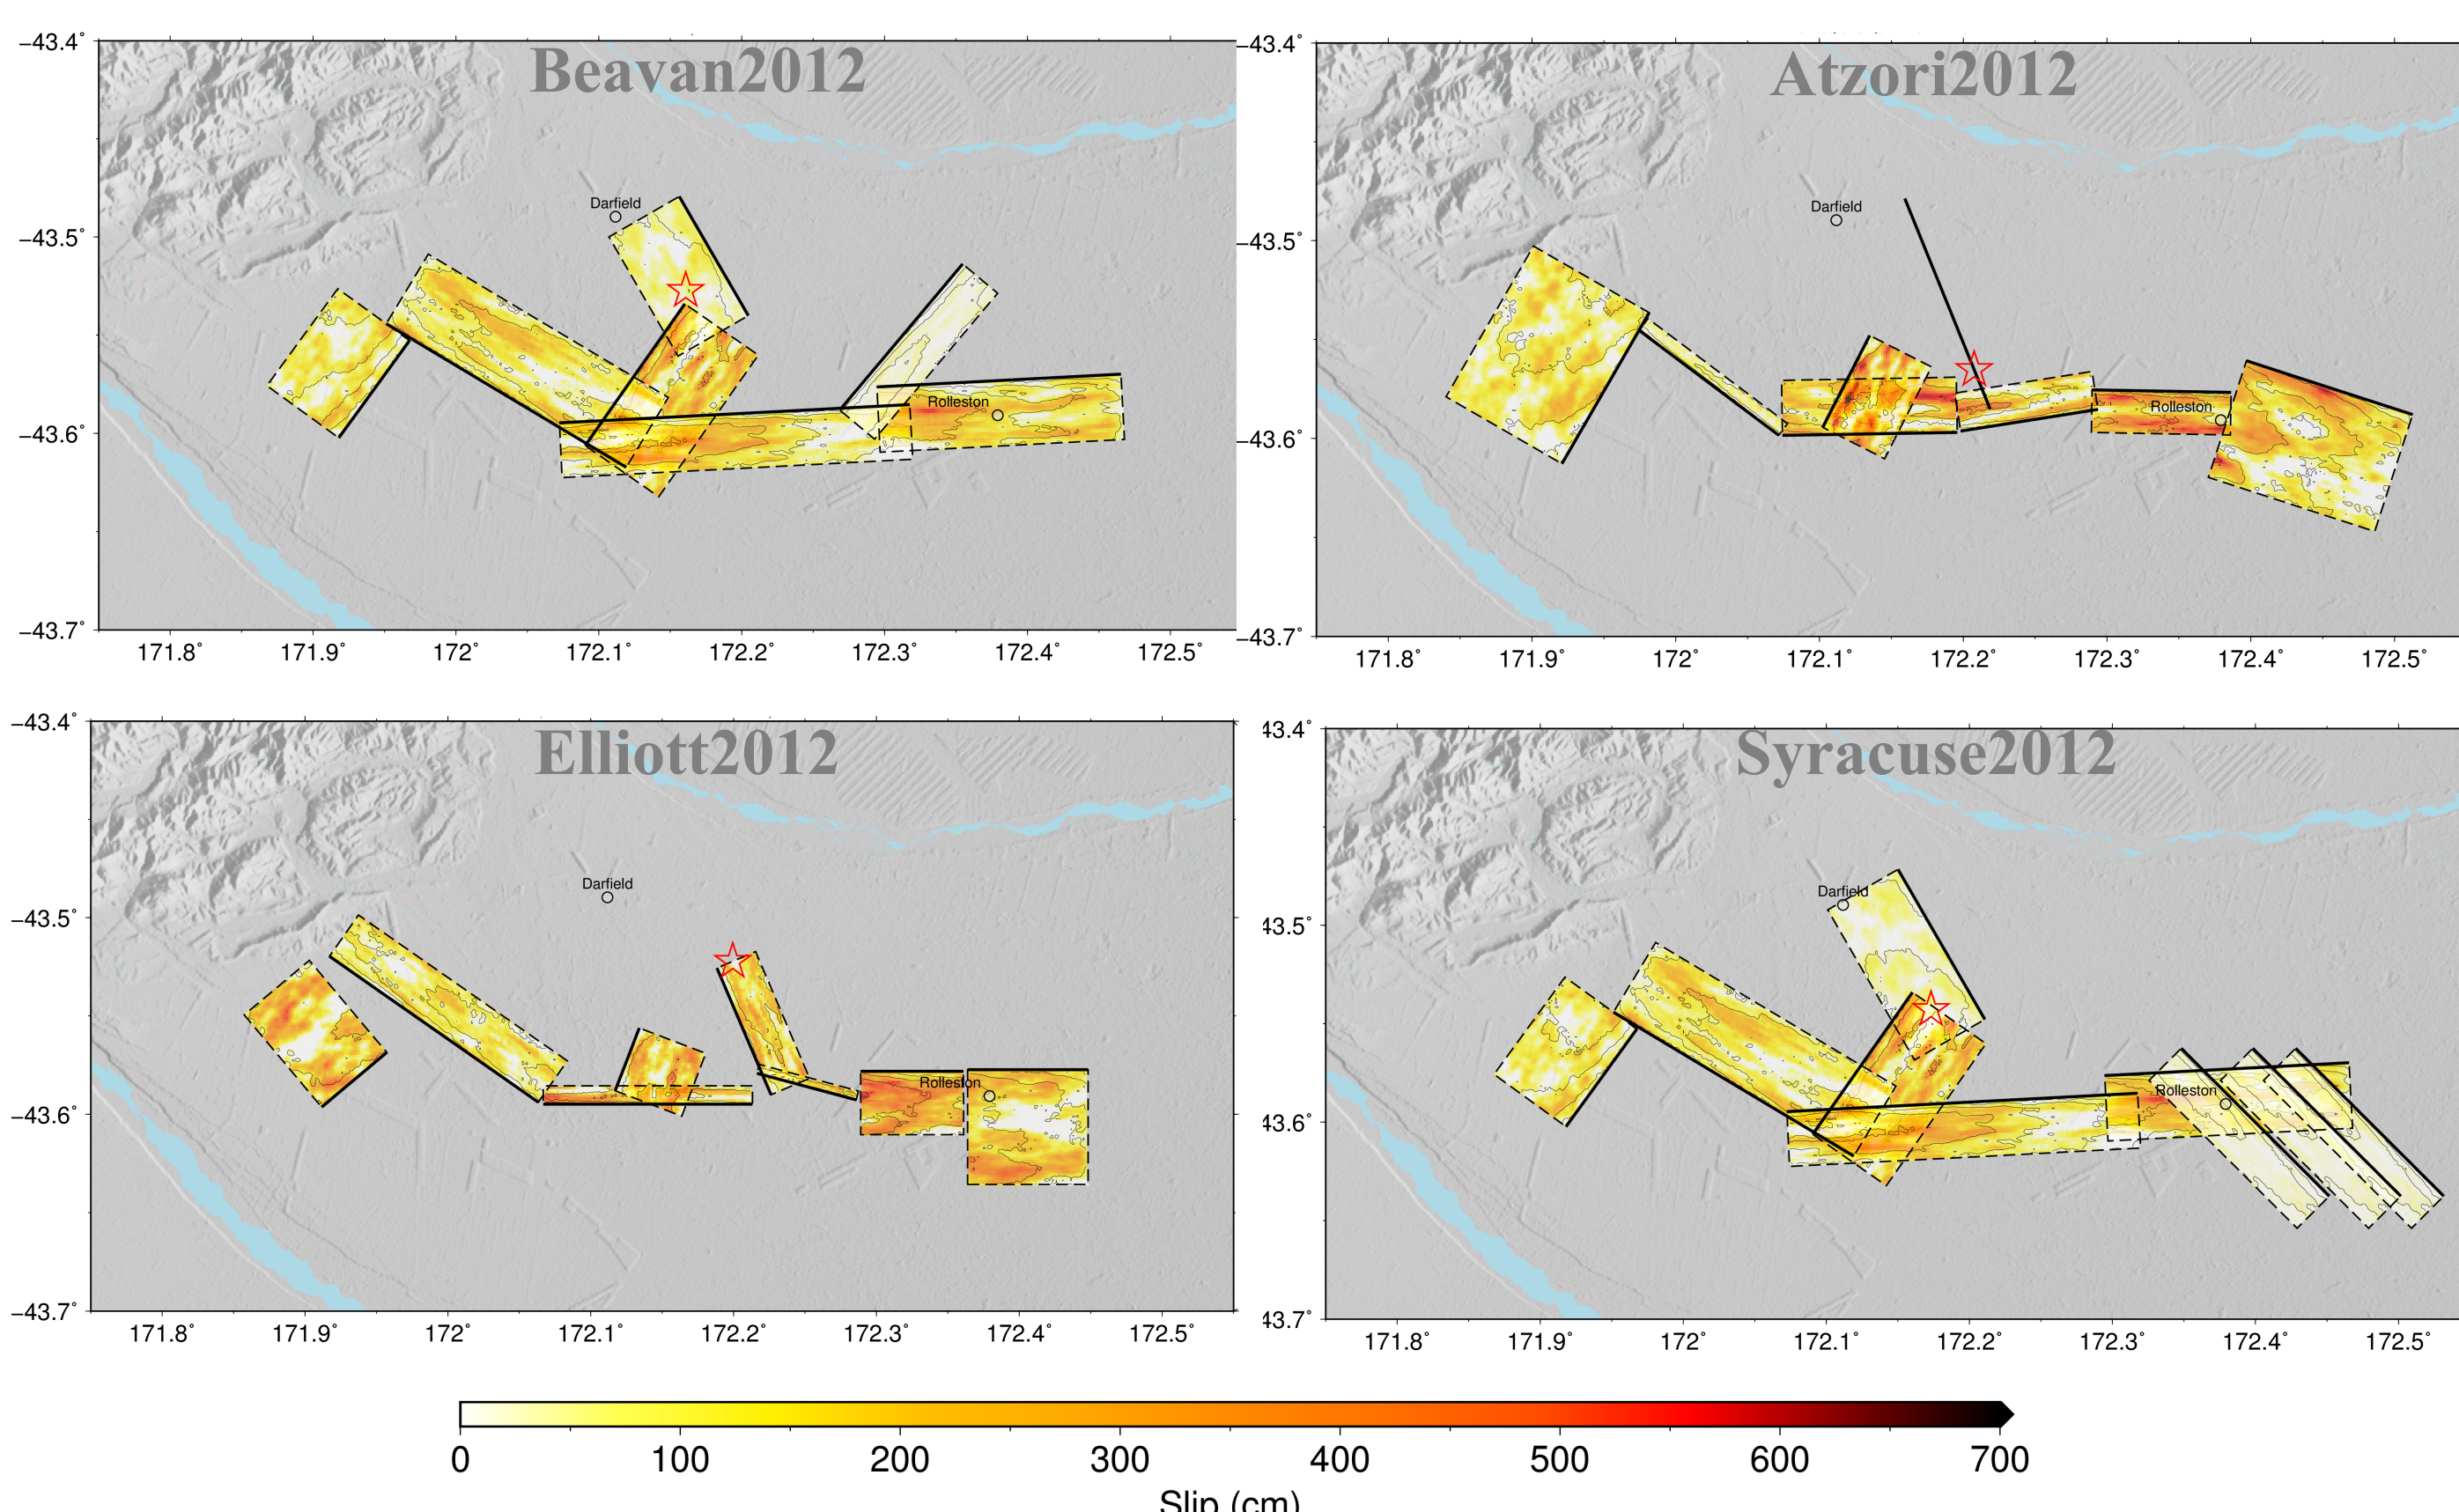 Beavan2012
−43.4˚
−43.5˚
−43.6˚
−43.7˚
Darfield
Rolleston
171.8˚ 171.9˚ 172˚ 172.1˚ 172.2˚ 172.3˚ 172.4˚ 172.5˚
Atzori2012
−43.4˚
−43.5˚
−43.6˚
−43.7˚
Darfield
Rolleston
171.8˚ 171.9˚ 172˚ 172.1˚ 172.2˚ 172.3˚ 172.4˚ 172.5˚
Elliott2012
−43.4˚
−43.5˚
−43.6˚
−43.7˚
Darfield
Rolleston
171.8˚ 171.9˚ 172˚ 172.1˚ 172.2˚ 172.3˚ 172.4˚ 172.5˚
Syracuse2012
43.4˚
43.5˚
43.6˚
43.7˚
Darfield
Rolleston
171.8˚ 171.9˚ 172˚ 172.1˚ 172.2˚ 172.3˚ 172.4˚ 172.5˚
0 100 200 300 400 500 600 700
Slip (cm)